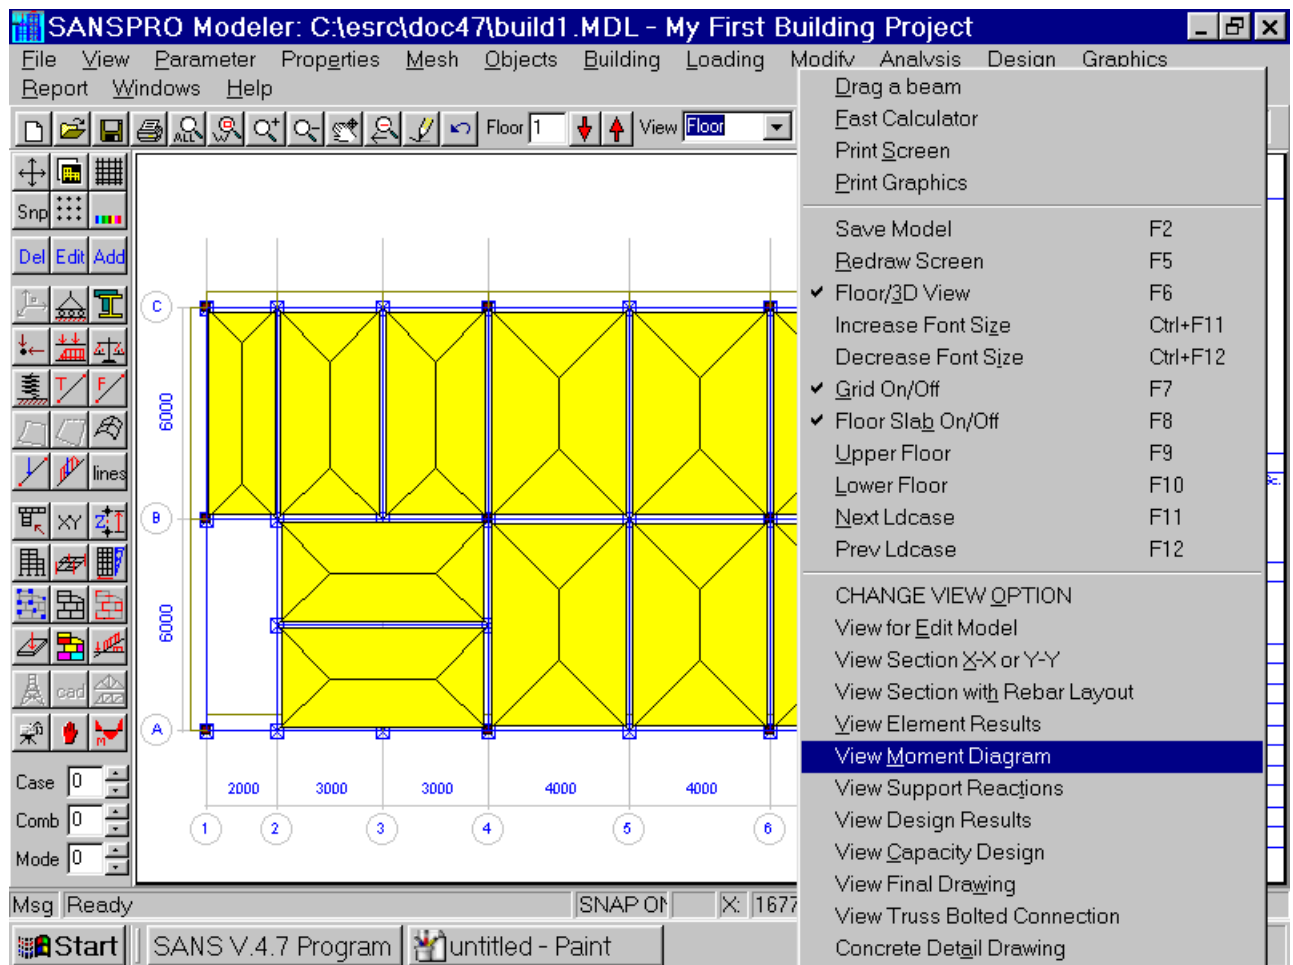 SANSPRO Modeler: C:\esrc\doc47\build1.MDL - My First Building Project
File View Parameter Properties Mesh Objects Building Loading Modify Analysis Design Graphics
Report Windows Help
ALL Floor 1 View Floor
Snp
Del Edit Add
T F
lines
XY Z
cad
M
Case 0
Comb 0
Mode 0
C
6000
B
6000
A
2000 3000 3000 4000 4000
1 2 3 4 5 6
Drag a beam
Fast Calculator
Print Screen
Print Graphics
Save Model F2
Redraw Screen F5
Floor/3D View F6
Increase Font Size Ctrl+F11
Decrease Font Size Ctrl+F12
Grid On/Off F7
Floor Slab On/Off F8
Upper Floor F9
Lower Floor F10
Next Ldcase F11
Prev Ldcase F12
CHANGE VIEW OPTION
View for Edit Model
View Section X-X or Y-Y
View Section with Rebar Layout
View Element Results
View Moment Diagram
View Support Reactions
View Design Results
View Capacity Design
View Final Drawing
View Truss Bolted Connection
Concrete Detail Drawing
Msg Ready SNAP X: 1677
Start SANS V.4.7 Program untitled - Paint